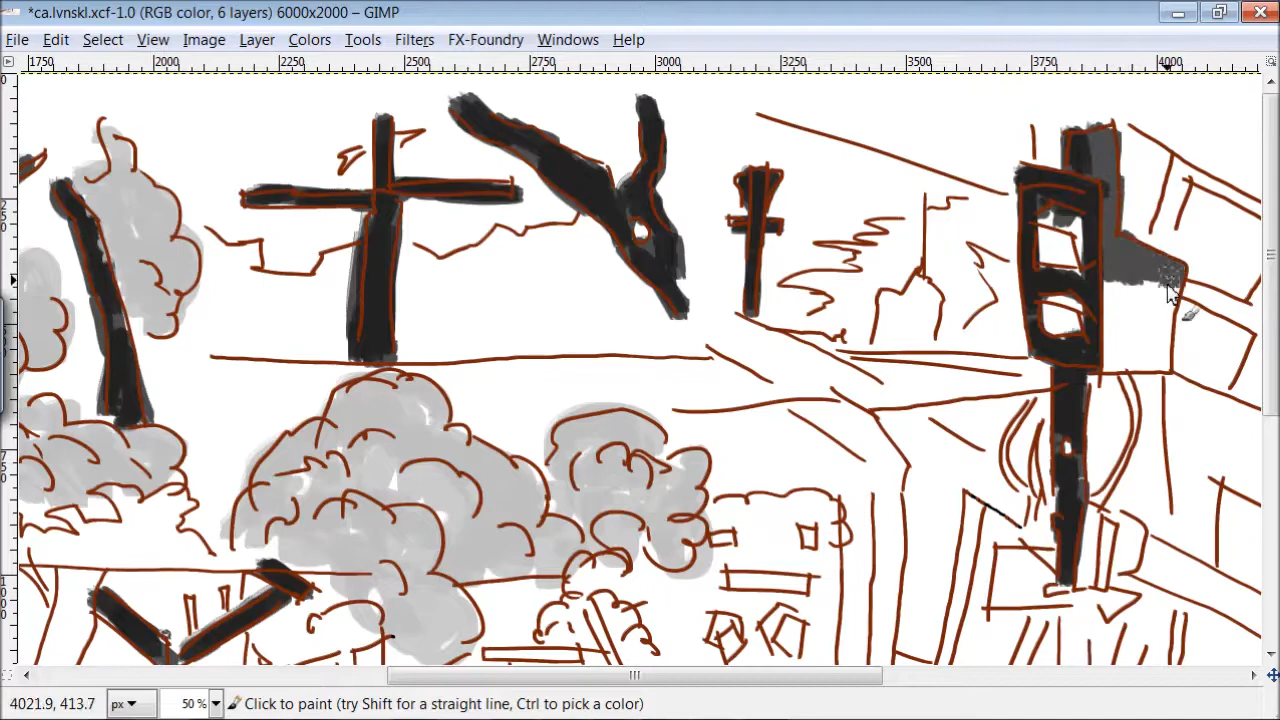 *ca.lvnskl.xcf-1.0 (RGB color, 6 layers) 6000x2000 – GIMP
File Edit Select View Image Layer Colors Tools Filters FX-Foundry Windows Help
1750 2000 2250 2500 2750 3000 3250 3500 3750 4000
4021.9, 413.7 px 50 % Click to paint (try Shift for a straight line, Ctrl to pick a color)